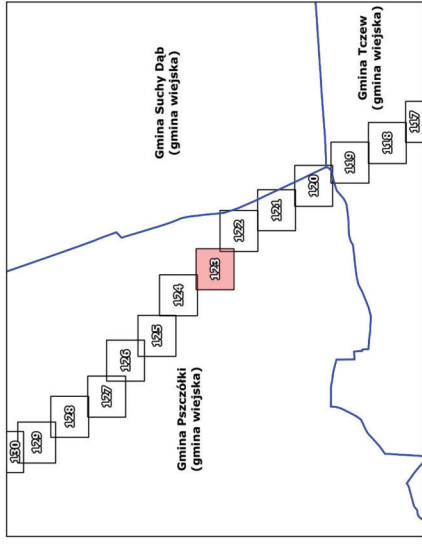 Gmina Suchy Dąb
(gmina wiejska)
Gmina Tczew
(gmina wiejska)
Gmina Pszczółki
(gmina wiejska)
130
129
128
127
126
125
124
123
122
121
120
119
118
117